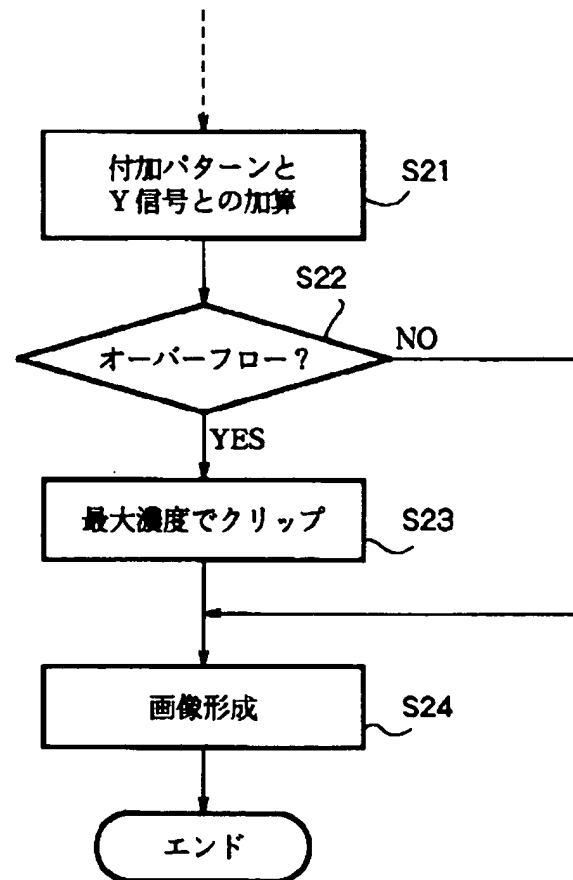 付加パターンと
Y信号との加算
S21
S22
オーバーフロー？
NO
YES
最大濃度でクリップ
S23
画像形成
S24
エンド